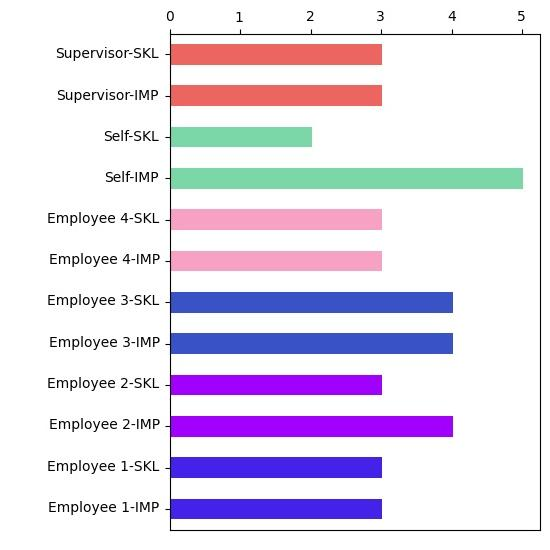 0 1 2 3 4 5
Supervisor-SKL
Supervisor-IMP
Self-SKL
Self-IMP
Employee 4-SKL
Employee 4-IMP
Employee 3-SKL
Employee 3-IMP
Employee 2-SKL
Employee 2-IMP
Employee 1-SKL
Employee 1-IMP